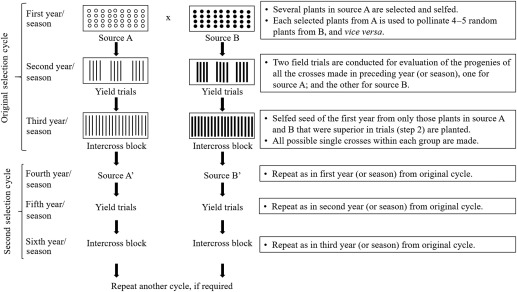 Original selection cycle
First year/
season
Source A
x
Source B
• Several plants in source A are selected and selfed.
• Each selected plants from A is used to pollinate 4–5 random
plants from B, and vice versa.
Second year/
season
Yield trials
Yield trials
• Two field trials are conducted for evaluation of the progenies of
all the crosses made in preceding year (or season), one for
source A; and the other for source B.
Third year/
season
Intercross block
Intercross block
• Selfed seed of the first year from only those plants in source A
and B that were superior in trials (step 2) are planted.
• All possible single crosses within each group are made.
Second selection cycle
Fourth year/
season
Source A'
Source B'
• Repeat as in first year (or season) from original cycle.
Fifth year/
season
Yield trials
Yield trials
• Repeat as in second year (or season) from original cycle.
Sixth year/
season
Intercross block
Intercross block
• Repeat as in third year (or season) from original cycle.
Repeat another cycle, if required